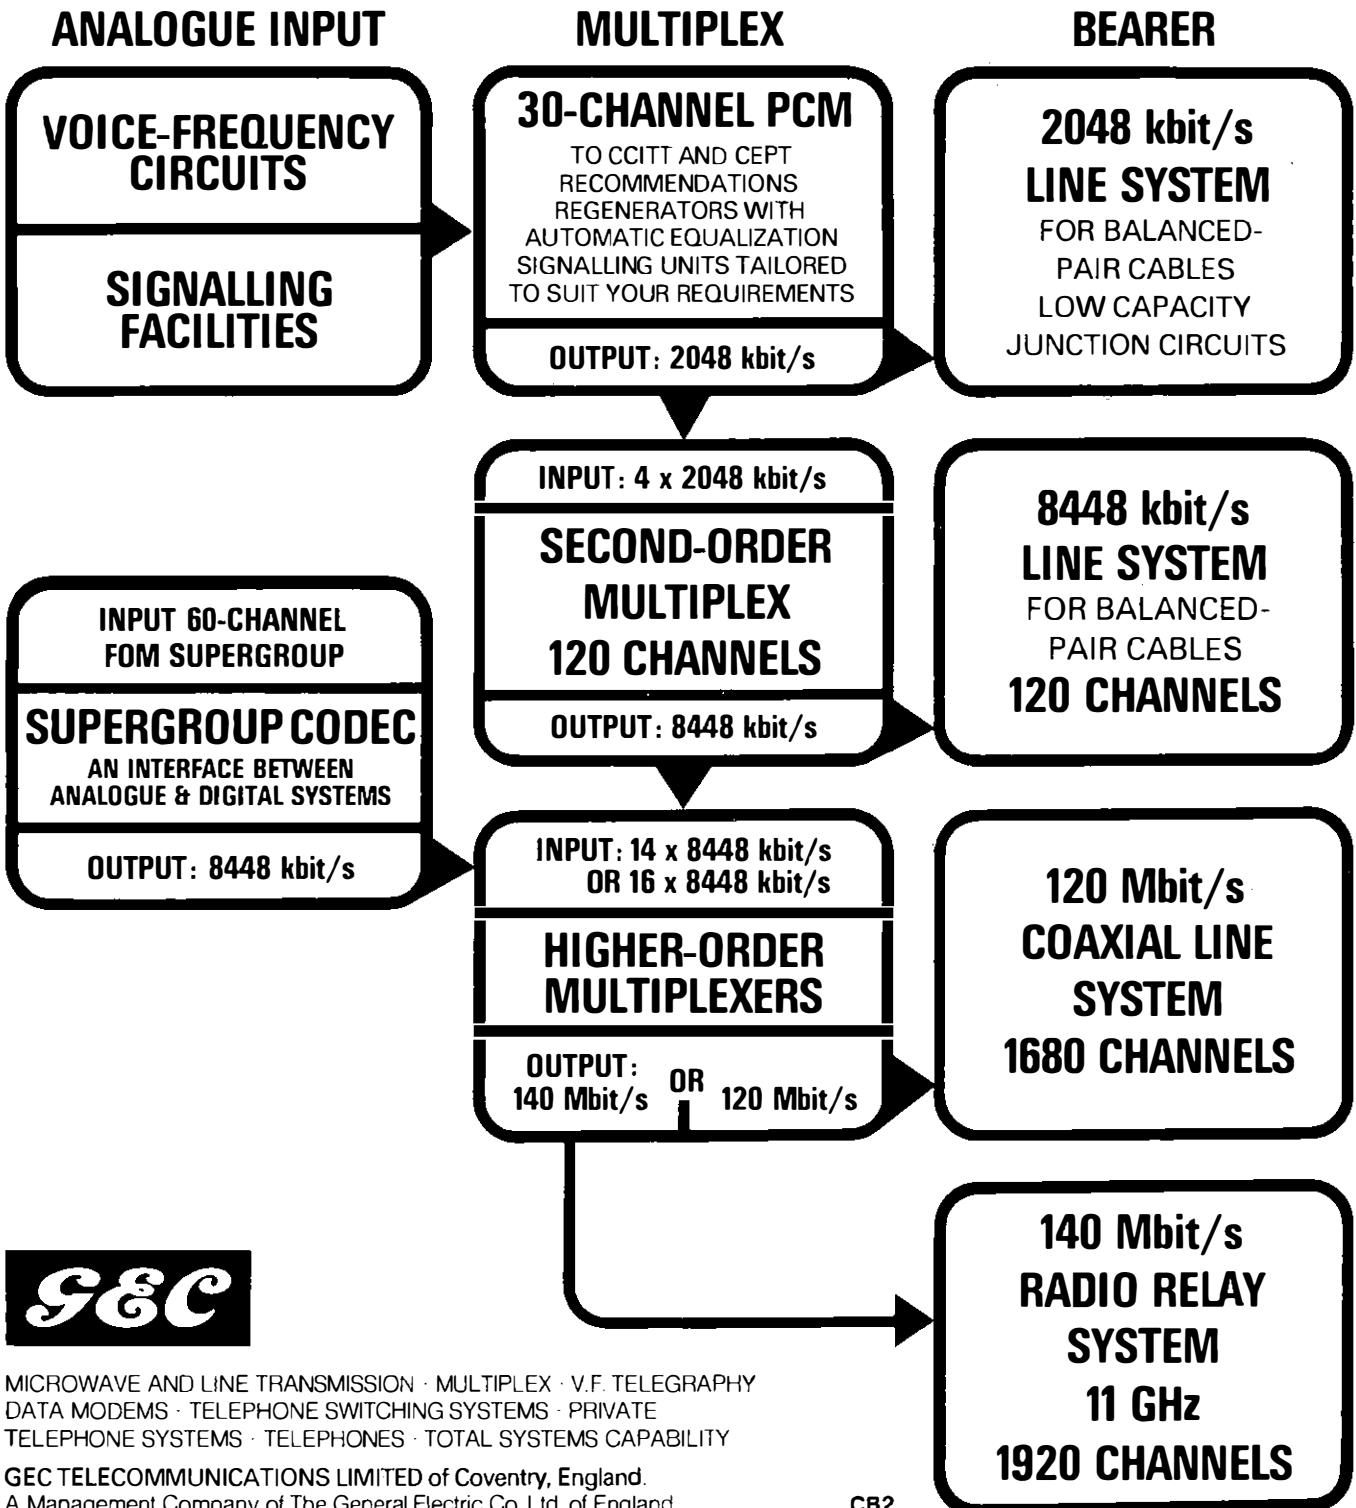 ANALOGUE INPUT
MULTIPLEX
BEARER
VOICE-FREQUENCY
CIRCUITS
SIGNALLING
FACILITIES
30-CHANNEL PCM
TO CCITT AND CEPT
RECOMMENDATIONS
REGENERATORS WITH
AUTOMATIC EQUALIZATION
SIGNALLING UNITS TAILORED
TO SUIT YOUR REQUIREMENTS
OUTPUT: 2048 kbit/s
2048 kbit/s
LINE SYSTEM
FOR BALANCED-
PAIR CABLES
LOW CAPACITY
JUNCTION CIRCUITS
INPUT: 4 x 2048 kbit/s
SECOND-ORDER
MULTIPLEX
120 CHANNELS
OUTPUT: 8448 kbit/s
8448 kbit/s
LINE SYSTEM
FOR BALANCED-
PAIR CABLES
120 CHANNELS
INPUT 60-CHANNEL
FOM SUPERGROUP
SUPERGROUP CODEC
AN INTERFACE BETWEEN
ANALOGUE & DIGITAL SYSTEMS
OUTPUT: 8448 kbit/s
INPUT: 14 x 8448 kbit/s
OR 16 x 8448 kbit/s
HIGHER-ORDER
MULTIPLEXERS
OUTPUT:
140 Mbit/s OR 120 Mbit/s
120 Mbit/s
COAXIAL LINE
SYSTEM
1680 CHANNELS
140 Mbit/s
RADIO RELAY
SYSTEM
11 GHz
1920 CHANNELS
GEC
MICROWAVE AND LINE TRANSMISSION · MULTIPLEX · V.F. TELEGRAPHY
DATA MODEMS · TELEPHONE SWITCHING SYSTEMS · PRIVATE
TELEPHONE SYSTEMS · TELEPHONES · TOTAL SYSTEMS CAPABILITY
GEC TELECOMMUNICATIONS LIMITED of Coventry, England.
A Management Company of The General Electric Co. Ltd. of England
CB2